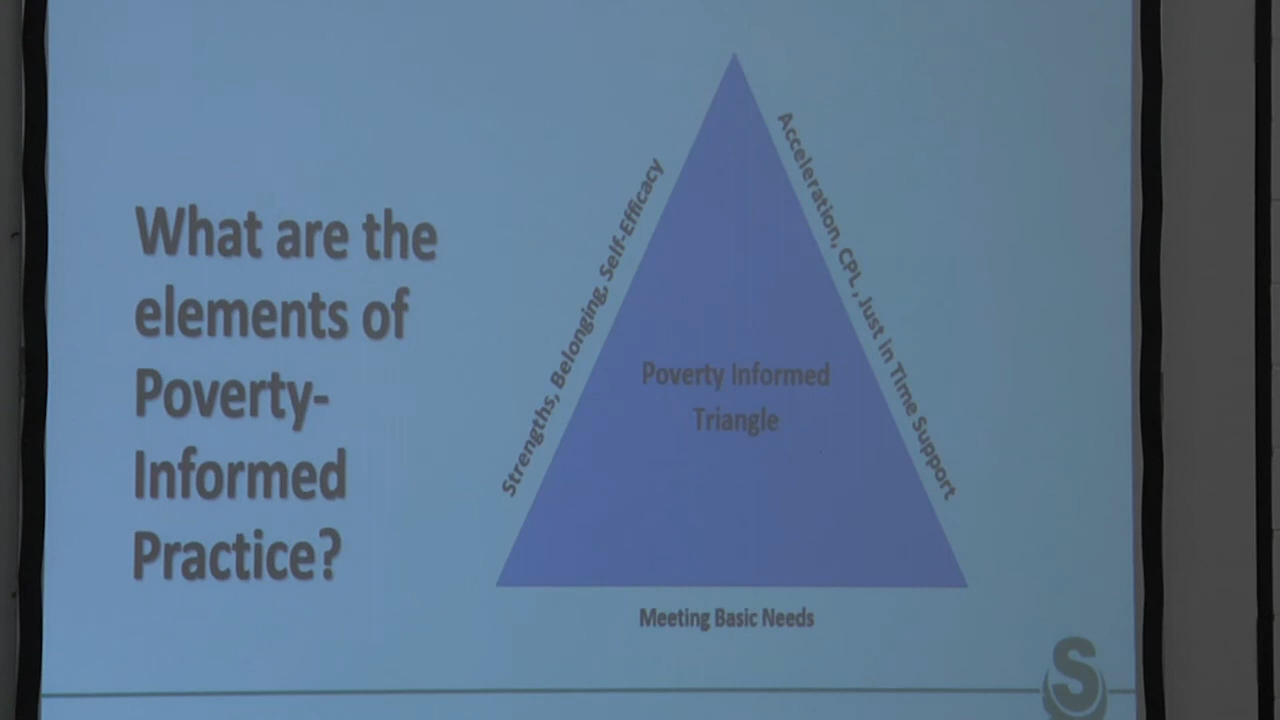 What are the
elements of
Poverty-
Informed
Practice?
Strengths, Belonging, Self-Efficacy
Acceleration, CPL, Just in Time Support
Poverty Informed
Triangle
Meeting Basic Needs
S